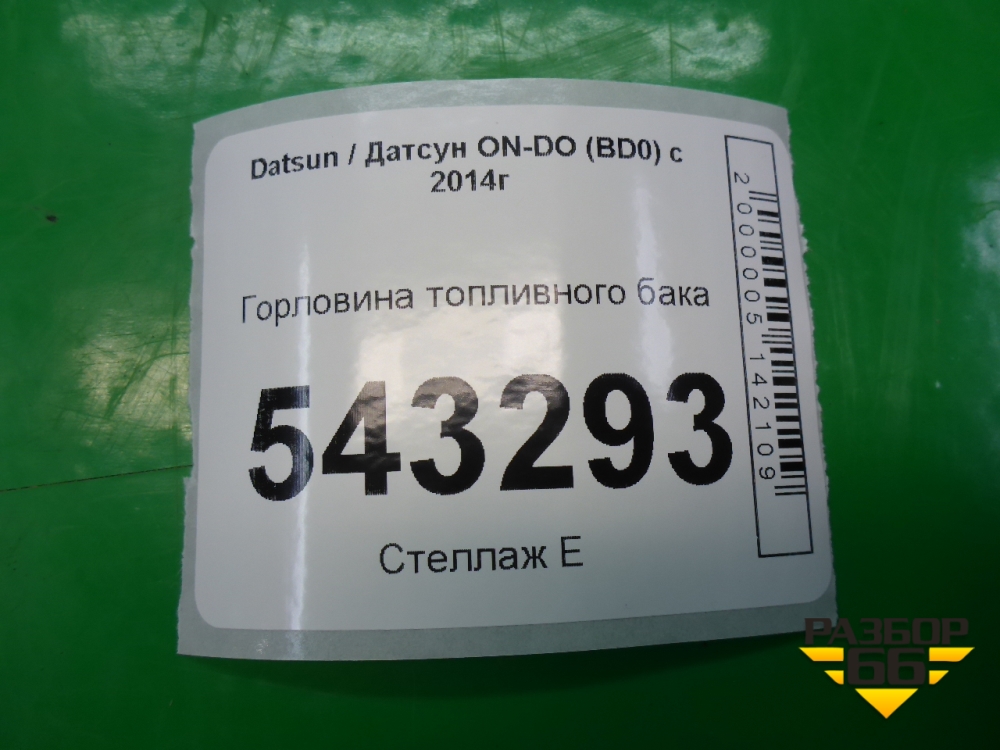 Datsun / Датсун ON-DO (BD0) с
2014г
Горловина топливного бака
543293
Стеллаж Е
2000005142109
РАЗБОР
66